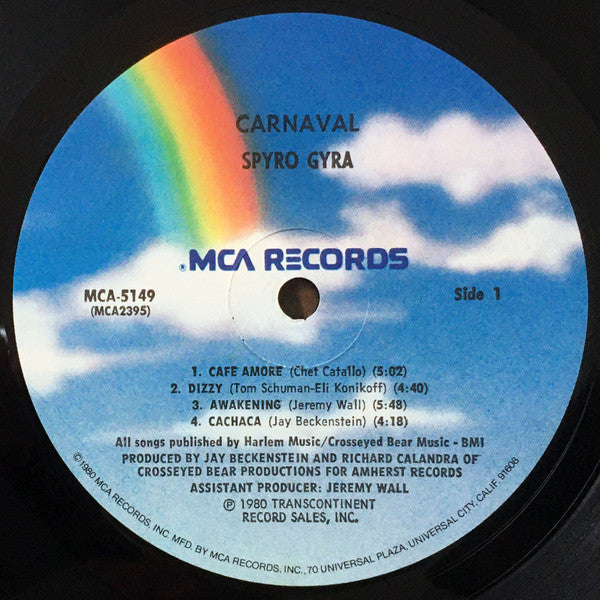 CARNAVAL
SPYRO GYRA
®MCA RECORDS
MCA-5149
(MCA2395)
Side 1
1. CAFE AMORE (Chet Catallo) (5:02)
2. DIZZY (Tom Schuman-Eli Konikoff) (4:40)
3. AWAKENING (Jeremy Wall) (5:48)
4. CACHACA (Jay Beckenstein) (4:18)
All songs published by Harlem Music/Crosseyed Bear Music - BMI
PRODUCED BY JAY BECKENSTEIN AND RICHARD CALANDRA OF
CROSSEYED BEAR PRODUCTIONS FOR AMHERST RECORDS
ASSISTANT PRODUCER: JEREMY WALL
℗ 1980 TRANSCONTINENT
RECORD SALES, INC.
©1980 MCA RECORDS, INC. MFD. BY MCA RECORDS, INC., 70 UNIVERSAL PLAZA, UNIVERSAL CITY, CALIF. 91608